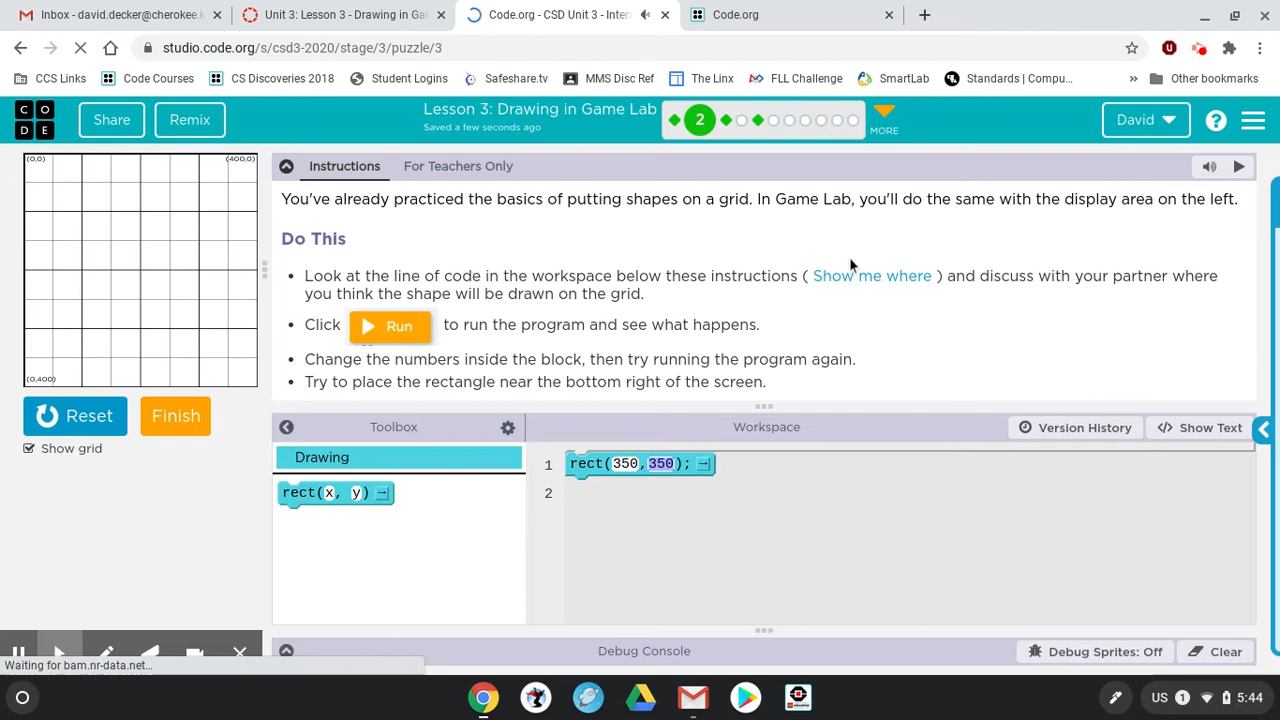 Inbox - david.decker@cherokee.k
Unit 3: Lesson 3 - Drawing in Gar
Code.org - CSD Unit 3 - Intera
Code.org
studio.code.org/s/csd3-2020/stage/3/puzzle/3
CCS Links
Code Courses
CS Discoveries 2018
Student Logins
Safeshare.tv
MMS Disc Ref
The Linx
FLL Challenge
SmartLab
Standards | Compu...
»
Other bookmarks
C O D E
Share
Remix
Lesson 3: Drawing in Game Lab
Saved a few seconds ago
2
MORE
David
?
(0,0)
(400,0)
(0,400)
Reset
Finish
Show grid
Instructions
For Teachers Only
You've already practiced the basics of putting shapes on a grid. In Game Lab, you'll do the same with the display area on the left.
Do This
• Look at the line of code in the workspace below these instructions ( Show me where ) and discuss with your partner where
you think the shape will be drawn on the grid.
• Click Run to run the program and see what happens.
• Change the numbers inside the block, then try running the program again.
• Try to place the rectangle near the bottom right of the screen.
Toolbox
Workspace
Version History
</> Show Text
Drawing
rect(x, y)
1 rect(350,350);
2
Debug Console
Debug Sprites: Off
Clear
Waiting for bam.nr-data.net...
US 1 5:44